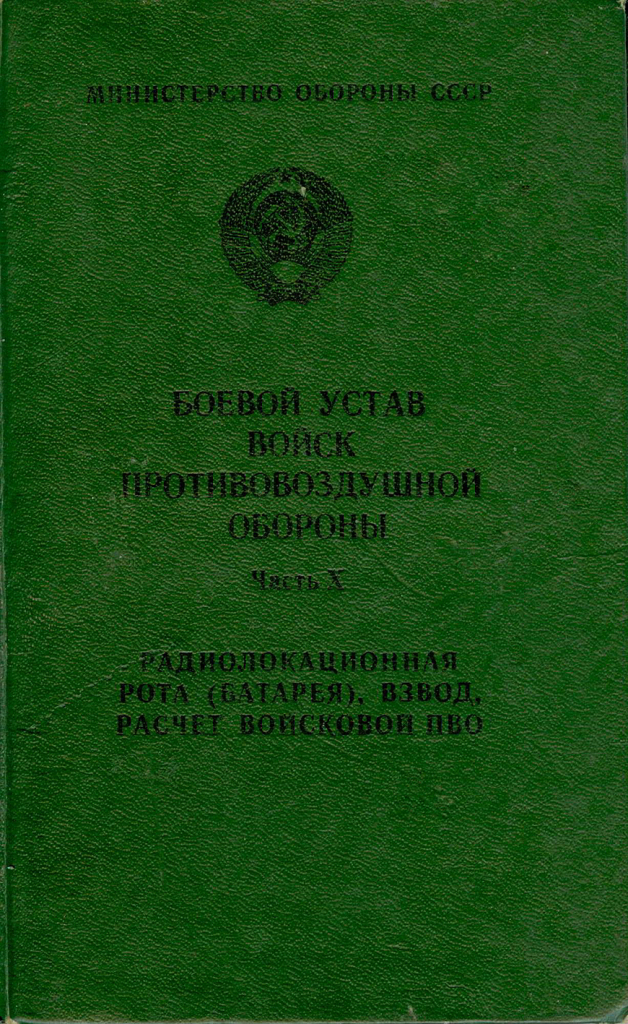 МИНИСТЕРСТВО ОБОРОНЫ СССР
БОЕВОЙ УСТАВ
ВОЙСК
ПРОТИВОВОЗДУШНОЙ
ОБОРОНЫ
Часть X
РАДИОЛОКАЦИОННАЯ
РОТА (БАТАРЕЯ), ВЗВОД,
РАСЧЕТ ВОЙСКОВОЙ ПВО